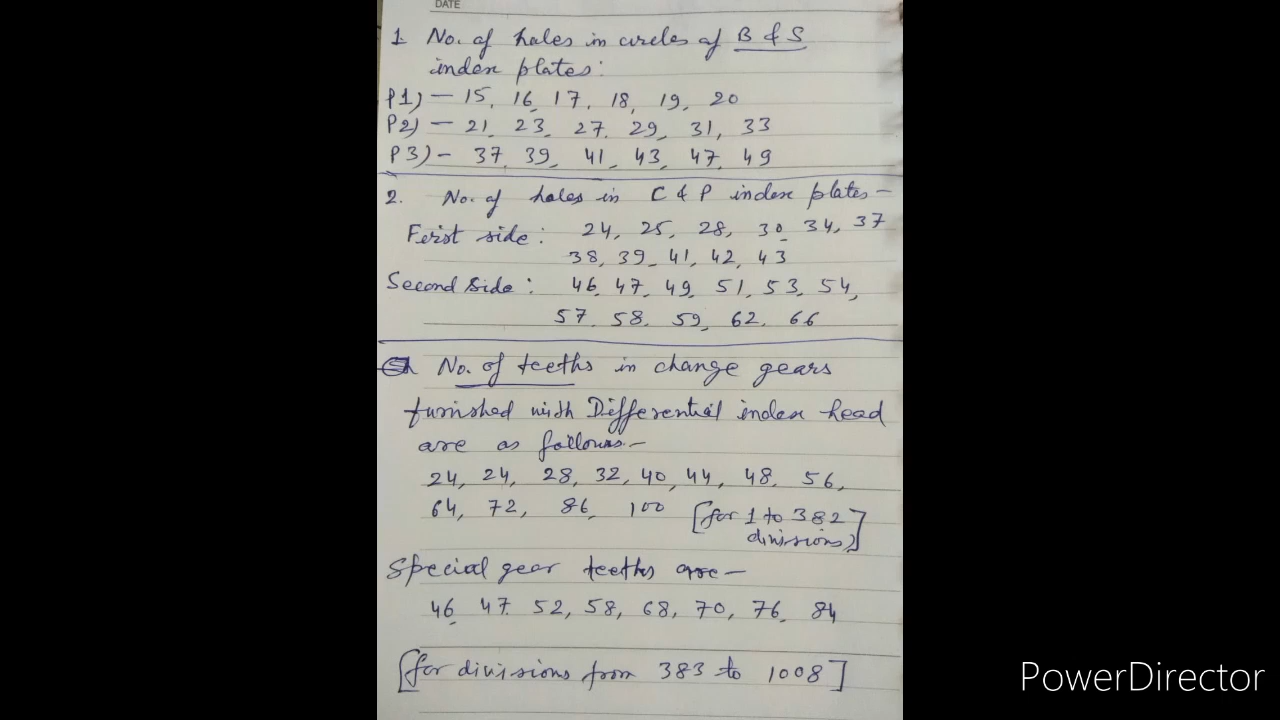 DATE
1. No. of holes in circles of B & S
index plates:
P1) — 15, 16, 17, 18, 19, 20
P2) — 21, 23, 27, 29, 31, 33
P3) - 37, 39, 41, 43, 47, 49
2. No. of holes in C & P index plates -
First side: 24, 25, 28, 30, 34, 37
38, 39, 41, 42, 43
Second Side: 46, 47, 49, 51, 53, 54,
57, 58, 59, 62, 66
No. of teeths in change gears
furnished with Differential index head
are as follows.-
24, 24, 28, 32, 40, 44, 48, 56,
64, 72, 86, 100 [for 1 to 382
divisions]
Special gear teeths are —
46, 47, 52, 58, 68, 70, 76, 84
[for divisions from 383 to 1008]
PowerDirector